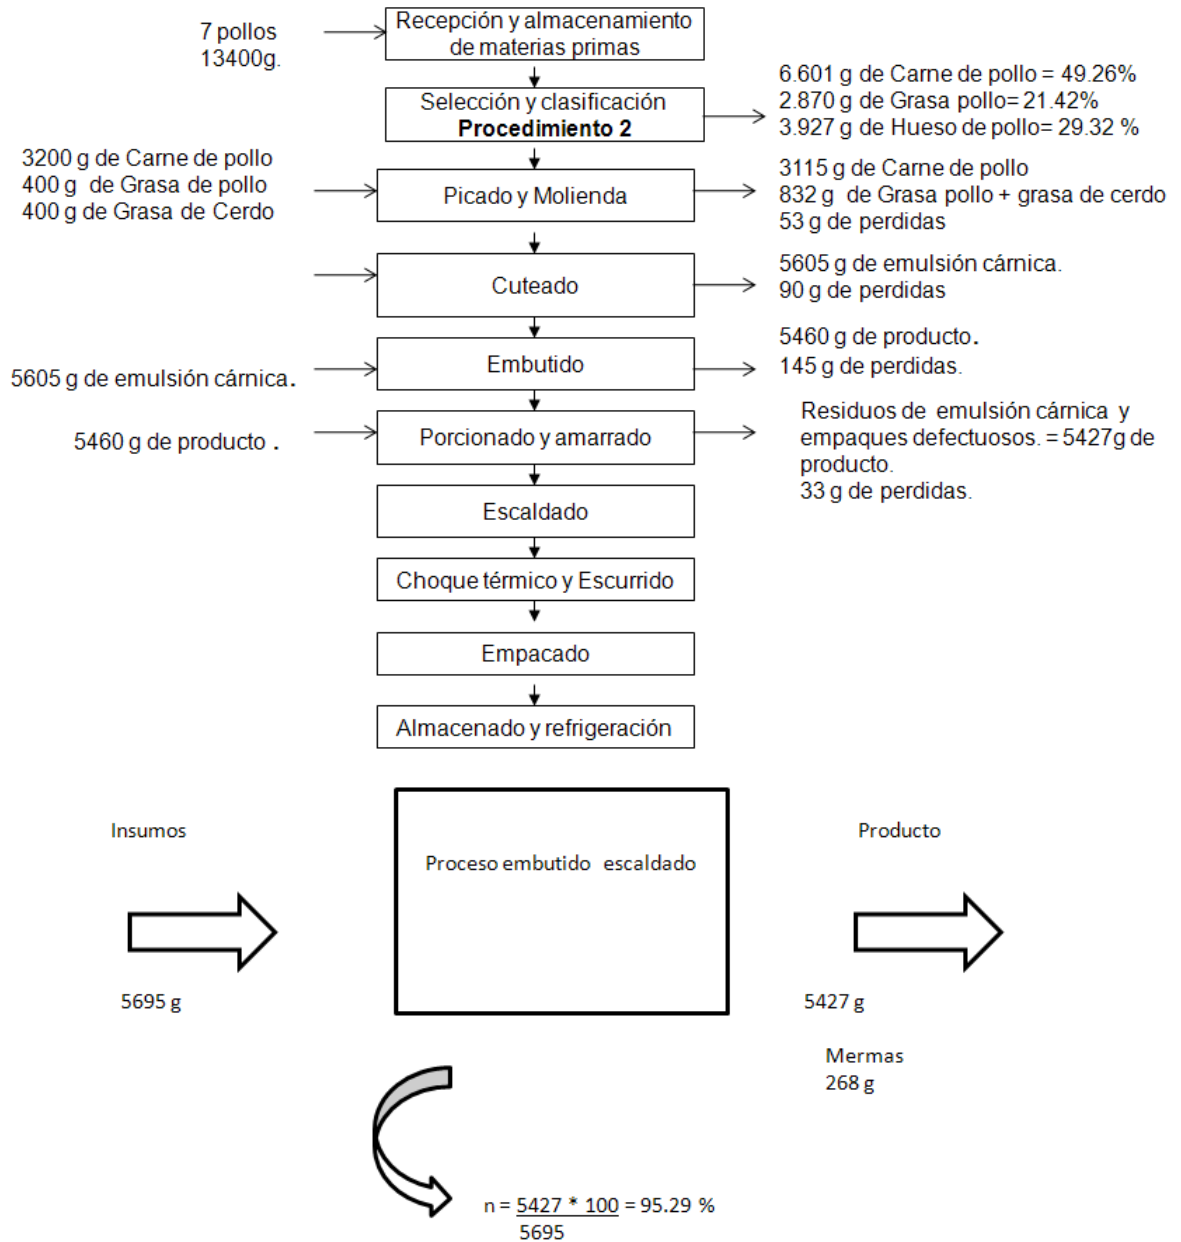 7 pollos
13400g.
Recepción y almacenamiento
de materias primas
Selección y clasificación
Procedimiento 2
6.601 g de Carne de pollo = 49.26%
2.870 g de Grasa pollo= 21.42%
3.927 g de Hueso de pollo= 29.32 %
3200 g de Carne de pollo
400 g de Grasa de pollo
400 g de Grasa de Cerdo
Picado y Molienda
3115 g de Carne de pollo
832 g de Grasa pollo + grasa de cerdo
53 g de perdidas
Cuteado
5605 g de emulsión cárnica.
90 g de perdidas
5605 g de emulsión cárnica.
Embutido
5460 g de producto.
145 g de perdidas.
5460 g de producto .
Porcionado y amarrado
Residuos de emulsión cárnica y
empaques defectuosos. = 5427g de
producto.
33 g de perdidas.
Escaldado
Choque térmico y Escurrido
Empacado
Almacenado y refrigeración
Insumos
Proceso embutido escaldado
Producto
5695 g
5427 g
Mermas
268 g
n = 5427 * 100 = 95.29 %
5695